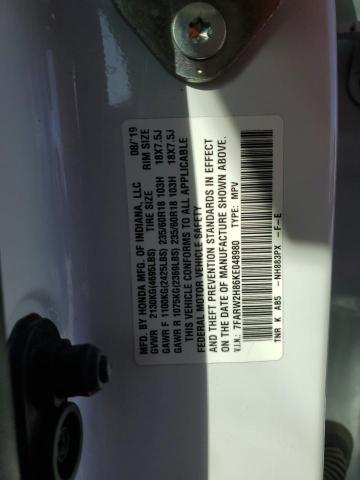 MFD. BY HONDA MFG. OF INDIANA, LLC 08/'19
GVWR 2130KG(4695LBS) TIRE SIZE RIM SIZE
GAWR F 1100KG(2425LBS) 235/60R18 103H 18X7.5J
GAWR R 1075KG(2369LBS) 235/60R18 103H 18X7.5J
THIS VEHICLE CONFORMS TO ALL APPLICABLE
FEDERAL MOTOR VEHICLE SAFETY
AND THEFT PREVENTION STANDARDS IN EFFECT
ON THE DATE OF MANUFACTURE SHOWN ABOVE.
V.I.N.: 7FARW2H86KE048980 TYPE: MPV
TNR K AB5 - NH883PX - F-E